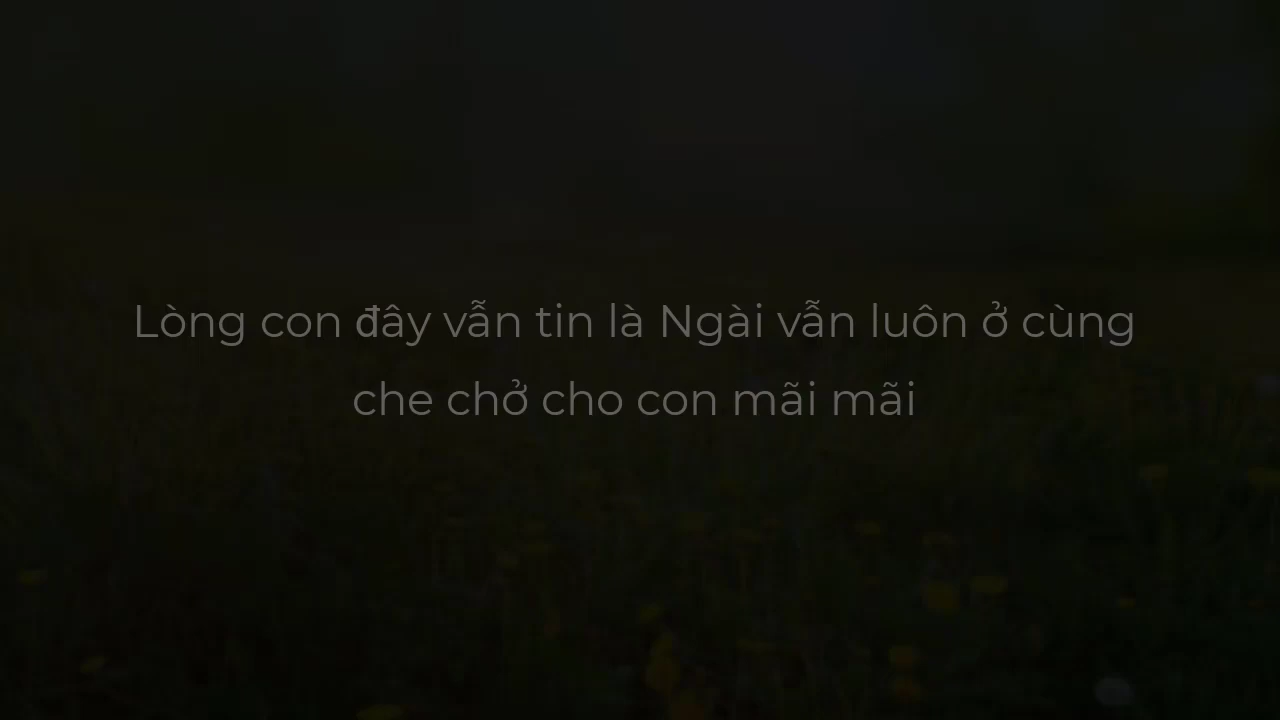 Lòng con đây vẫn tin là Ngài vẫn luôn ở cùng
che chở cho con mãi mãi